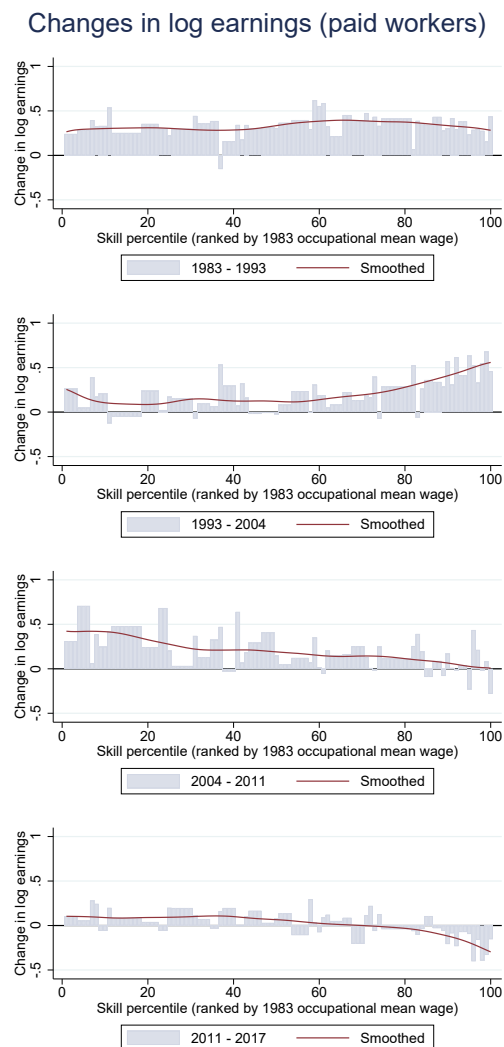 Changes in log earnings (paid workers)
Change in log earnings
-.5 0 .5 1
0 20 40 60 80 100
Skill percentile (ranked by 1983 occupational mean wage)
1983 - 1993 Smoothed
Change in log earnings
-.5 0 .5 1
0 20 40 60 80 100
Skill percentile (ranked by 1983 occupational mean wage)
1993 - 2004 Smoothed
Change in log earnings
-.5 0 .5 1
0 20 40 60 80 100
Skill percentile (ranked by 1983 occupational mean wage)
2004 - 2011 Smoothed
Change in log earnings
-.5 0 .5 1
0 20 40 60 80 100
Skill percentile (ranked by 1983 occupational mean wage)
2011 - 2017 Smoothed